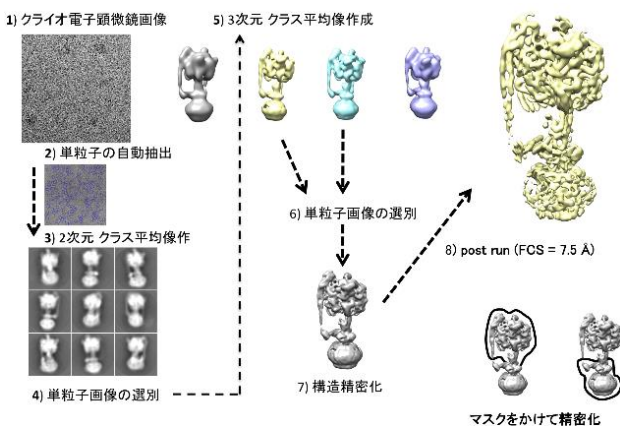 1) クライオ電子顕微鏡画像
2) 単粒子の自動抽出
3) 2次元 クラス平均像作
4) 単粒子画像の選別
5) 3次元 クラス平均像作成
6) 単粒子画像の選別
7) 構造精密化
8) post run (FCS = 7.5 Å)
マスクをかけて精密化